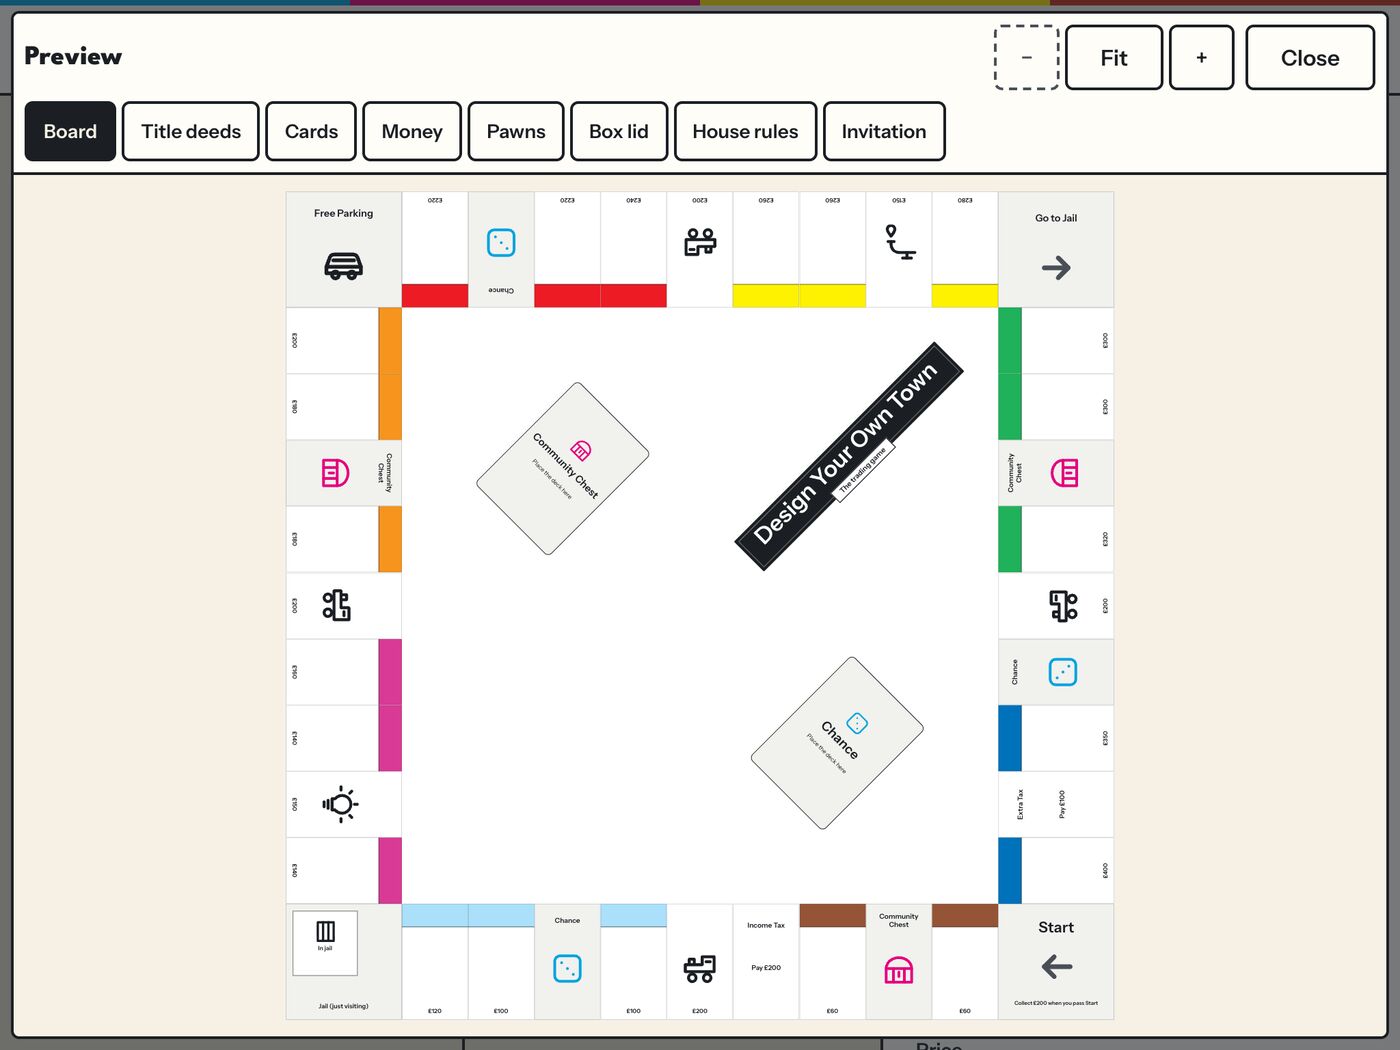 Preview
−
Fit
+
Close
Board
Title deeds
Cards
Money
Pawns
Box lid
House rules
Invitation
Free Parking
£220
Chance
£220
£240
£200
£260
£260
£150
£280
Go to Jail
£200
£180
Community
Chest
£180
£200
£160
£140
£150
£140
Community Chest
Place the deck here
Design Your Own Town
The trading game
Chance
Place the deck here
£300
£300
Community
Chest
£320
£200
Chance
£350
Extra Tax
Pay £100
£400
In jail
Jail (just visiting)
£120
£100
Chance
£100
£200
Income Tax
Pay £200
£60
Community
Chest
£60
Start
Collect £200 when you pass Start